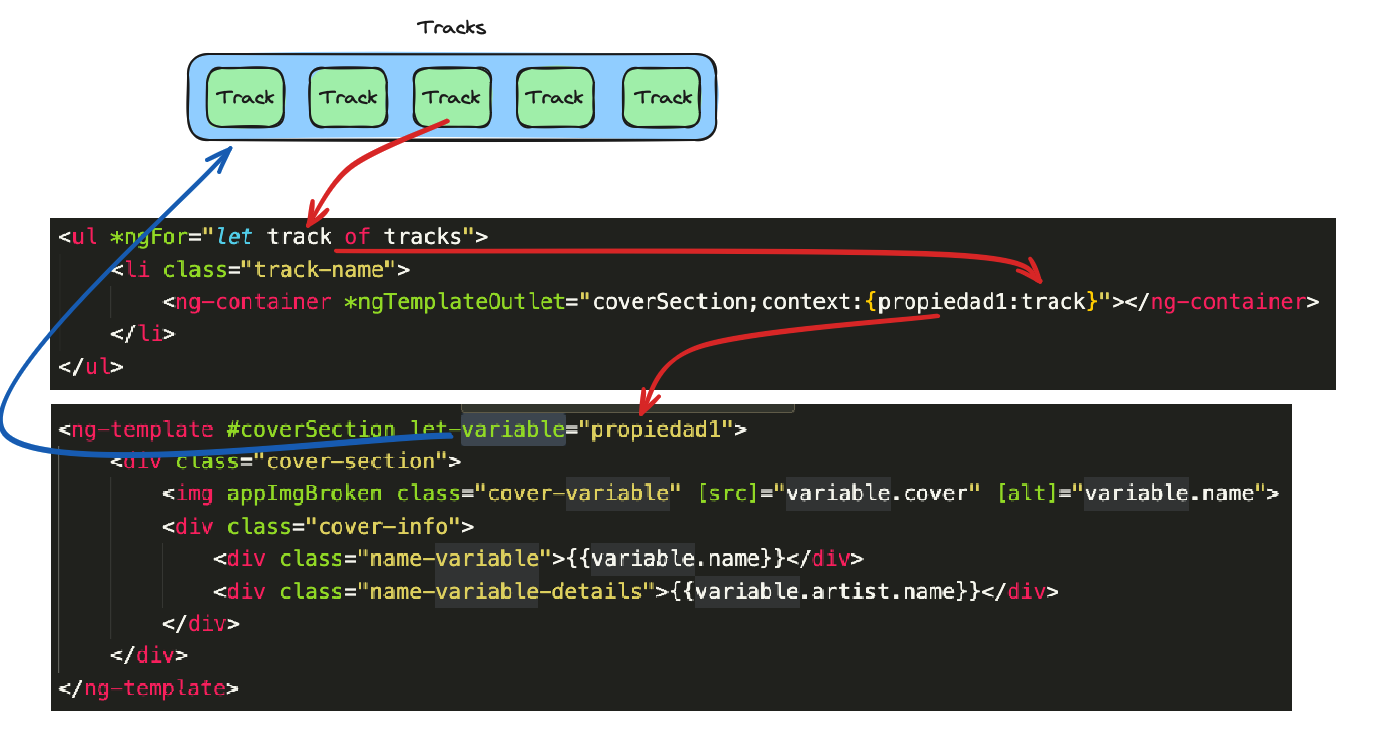 Tracks
Track Track Track Track Track
<ul *ngFor="let track of tracks">
<li class="track-name">
<ng-container *ngTemplateOutlet="coverSection;context:{propiedad1:track}"></ng-container>
</li>
</ul>
<ng-template #coverSection let-variable="propiedad1">
<div class="cover-section">
<img appImgBroken class="cover-variable" [src]="variable.cover" [alt]="variable.name">
<div class="cover-info">
<div class="name-variable">{{variable.name}}</div>
<div class="name-variable-details">{{variable.artist.name}}</div>
</div>
</div>
</ng-template>